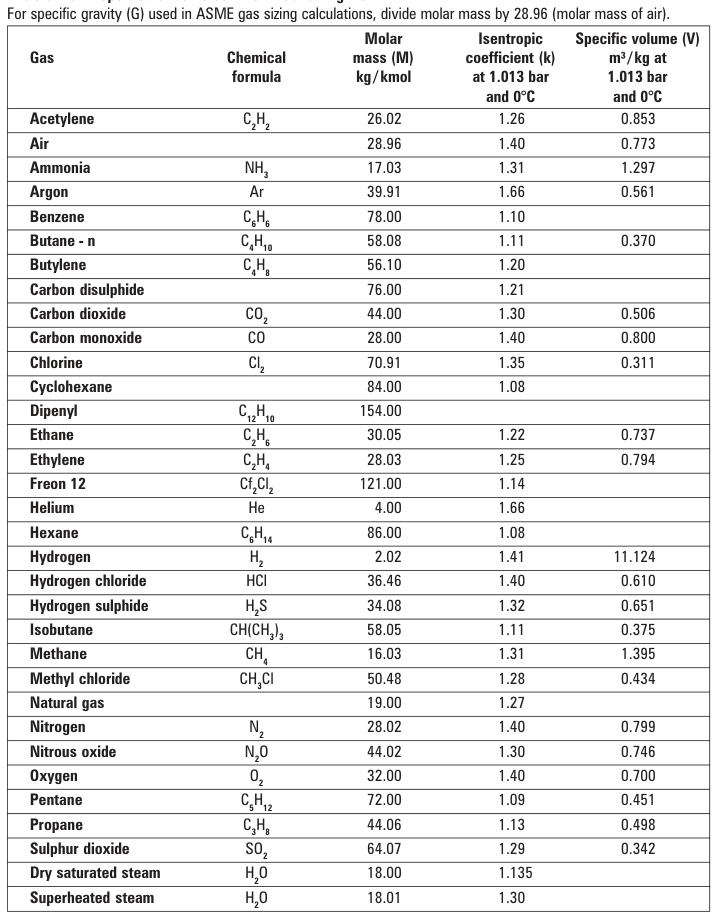 For specific gravity (G) used in ASME gas sizing calculations, divide molar mass by 28.96 (molar mass of air).
Gas Chemical formula Molar mass (M) kg/kmol Isentropic coefficient (k) at 1.013 bar and 0°C Specific volume (V) m³/kg at 1.013 bar and 0°C
Acetylene C₂H₂ 26.02 1.26 0.853
Air 28.96 1.40 0.773
Ammonia NH₃ 17.03 1.31 1.297
Argon Ar 39.91 1.66 0.561
Benzene C₆H₆ 78.00 1.10
Butane - n C₄H₁₀ 58.08 1.11 0.370
Butylene C₄H₈ 56.10 1.20
Carbon disulphide 76.00 1.21
Carbon dioxide CO₂ 44.00 1.30 0.506
Carbon monoxide CO 28.00 1.40 0.800
Chlorine Cl₂ 70.91 1.35 0.311
Cyclohexane 84.00 1.08
Dipenyl C₁₂H₁₀ 154.00
Ethane C₂H₆ 30.05 1.22 0.737
Ethylene C₂H₄ 28.03 1.25 0.794
Freon 12 Cf₂Cl₂ 121.00 1.14
Helium He 4.00 1.66
Hexane C₆H₁₄ 86.00 1.08
Hydrogen H₂ 2.02 1.41 11.124
Hydrogen chloride HCl 36.46 1.40 0.610
Hydrogen sulphide H₂S 34.08 1.32 0.651
Isobutane CH(CH₃)₃ 58.05 1.11 0.375
Methane CH₄ 16.03 1.31 1.395
Methyl chloride CH₃Cl 50.48 1.28 0.434
Natural gas 19.00 1.27
Nitrogen N₂ 28.02 1.40 0.799
Nitrous oxide N₂O 44.02 1.30 0.746
Oxygen O₂ 32.00 1.40 0.700
Pentane C₅H₁₂ 72.00 1.09 0.451
Propane C₃H₈ 44.06 1.13 0.498
Sulphur dioxide SO₂ 64.07 1.29 0.342
Dry saturated steam H₂O 18.00 1.135
Superheated steam H₂O 18.01 1.30